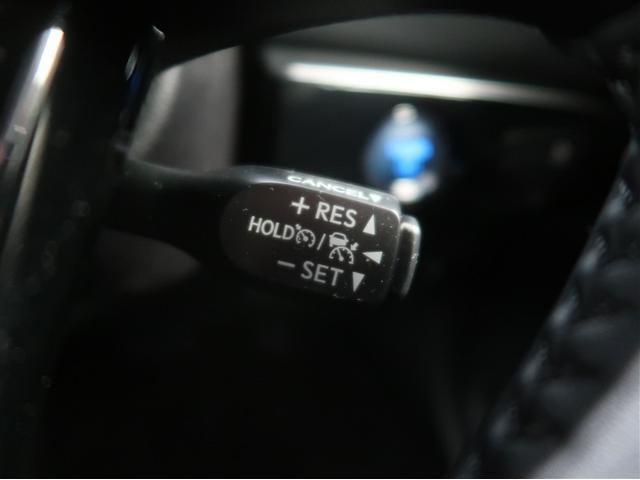 CANCEL▼
+ RES ▲
HOLD / ◀
− SET ▼